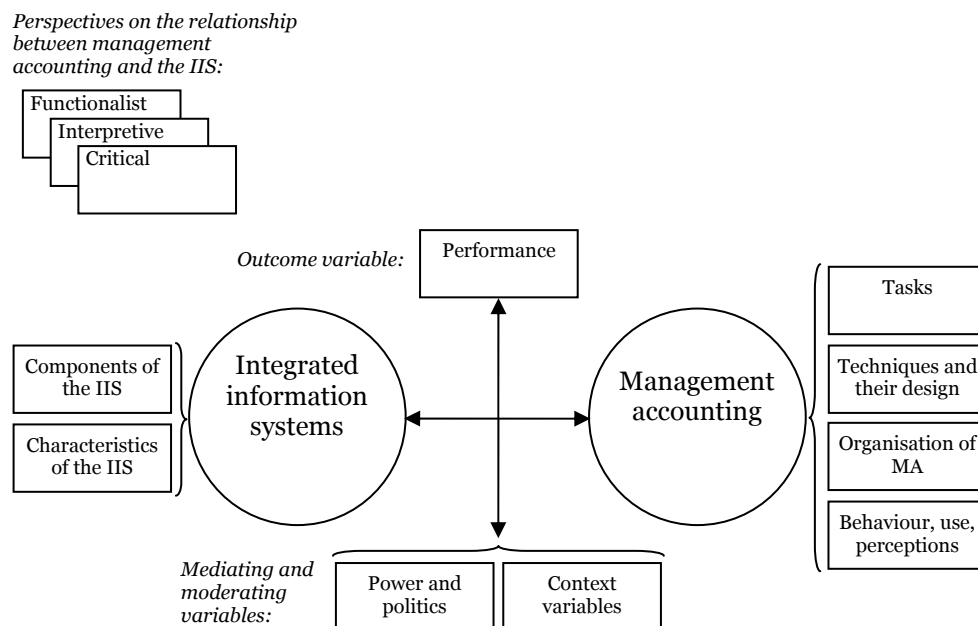 Perspectives on the relationship
between management
accounting and the IIS:
Functionalist
Interpretive
Critical
Outcome variable:
Performance
Integrated
information
systems
Management
accounting
Components of
the IIS
Characteristics
of the IIS
Tasks
Techniques and
their design
Organisation of
MA
Behaviour, use,
perceptions
Mediating and
moderating
variables:
Power and
politics
Context
variables